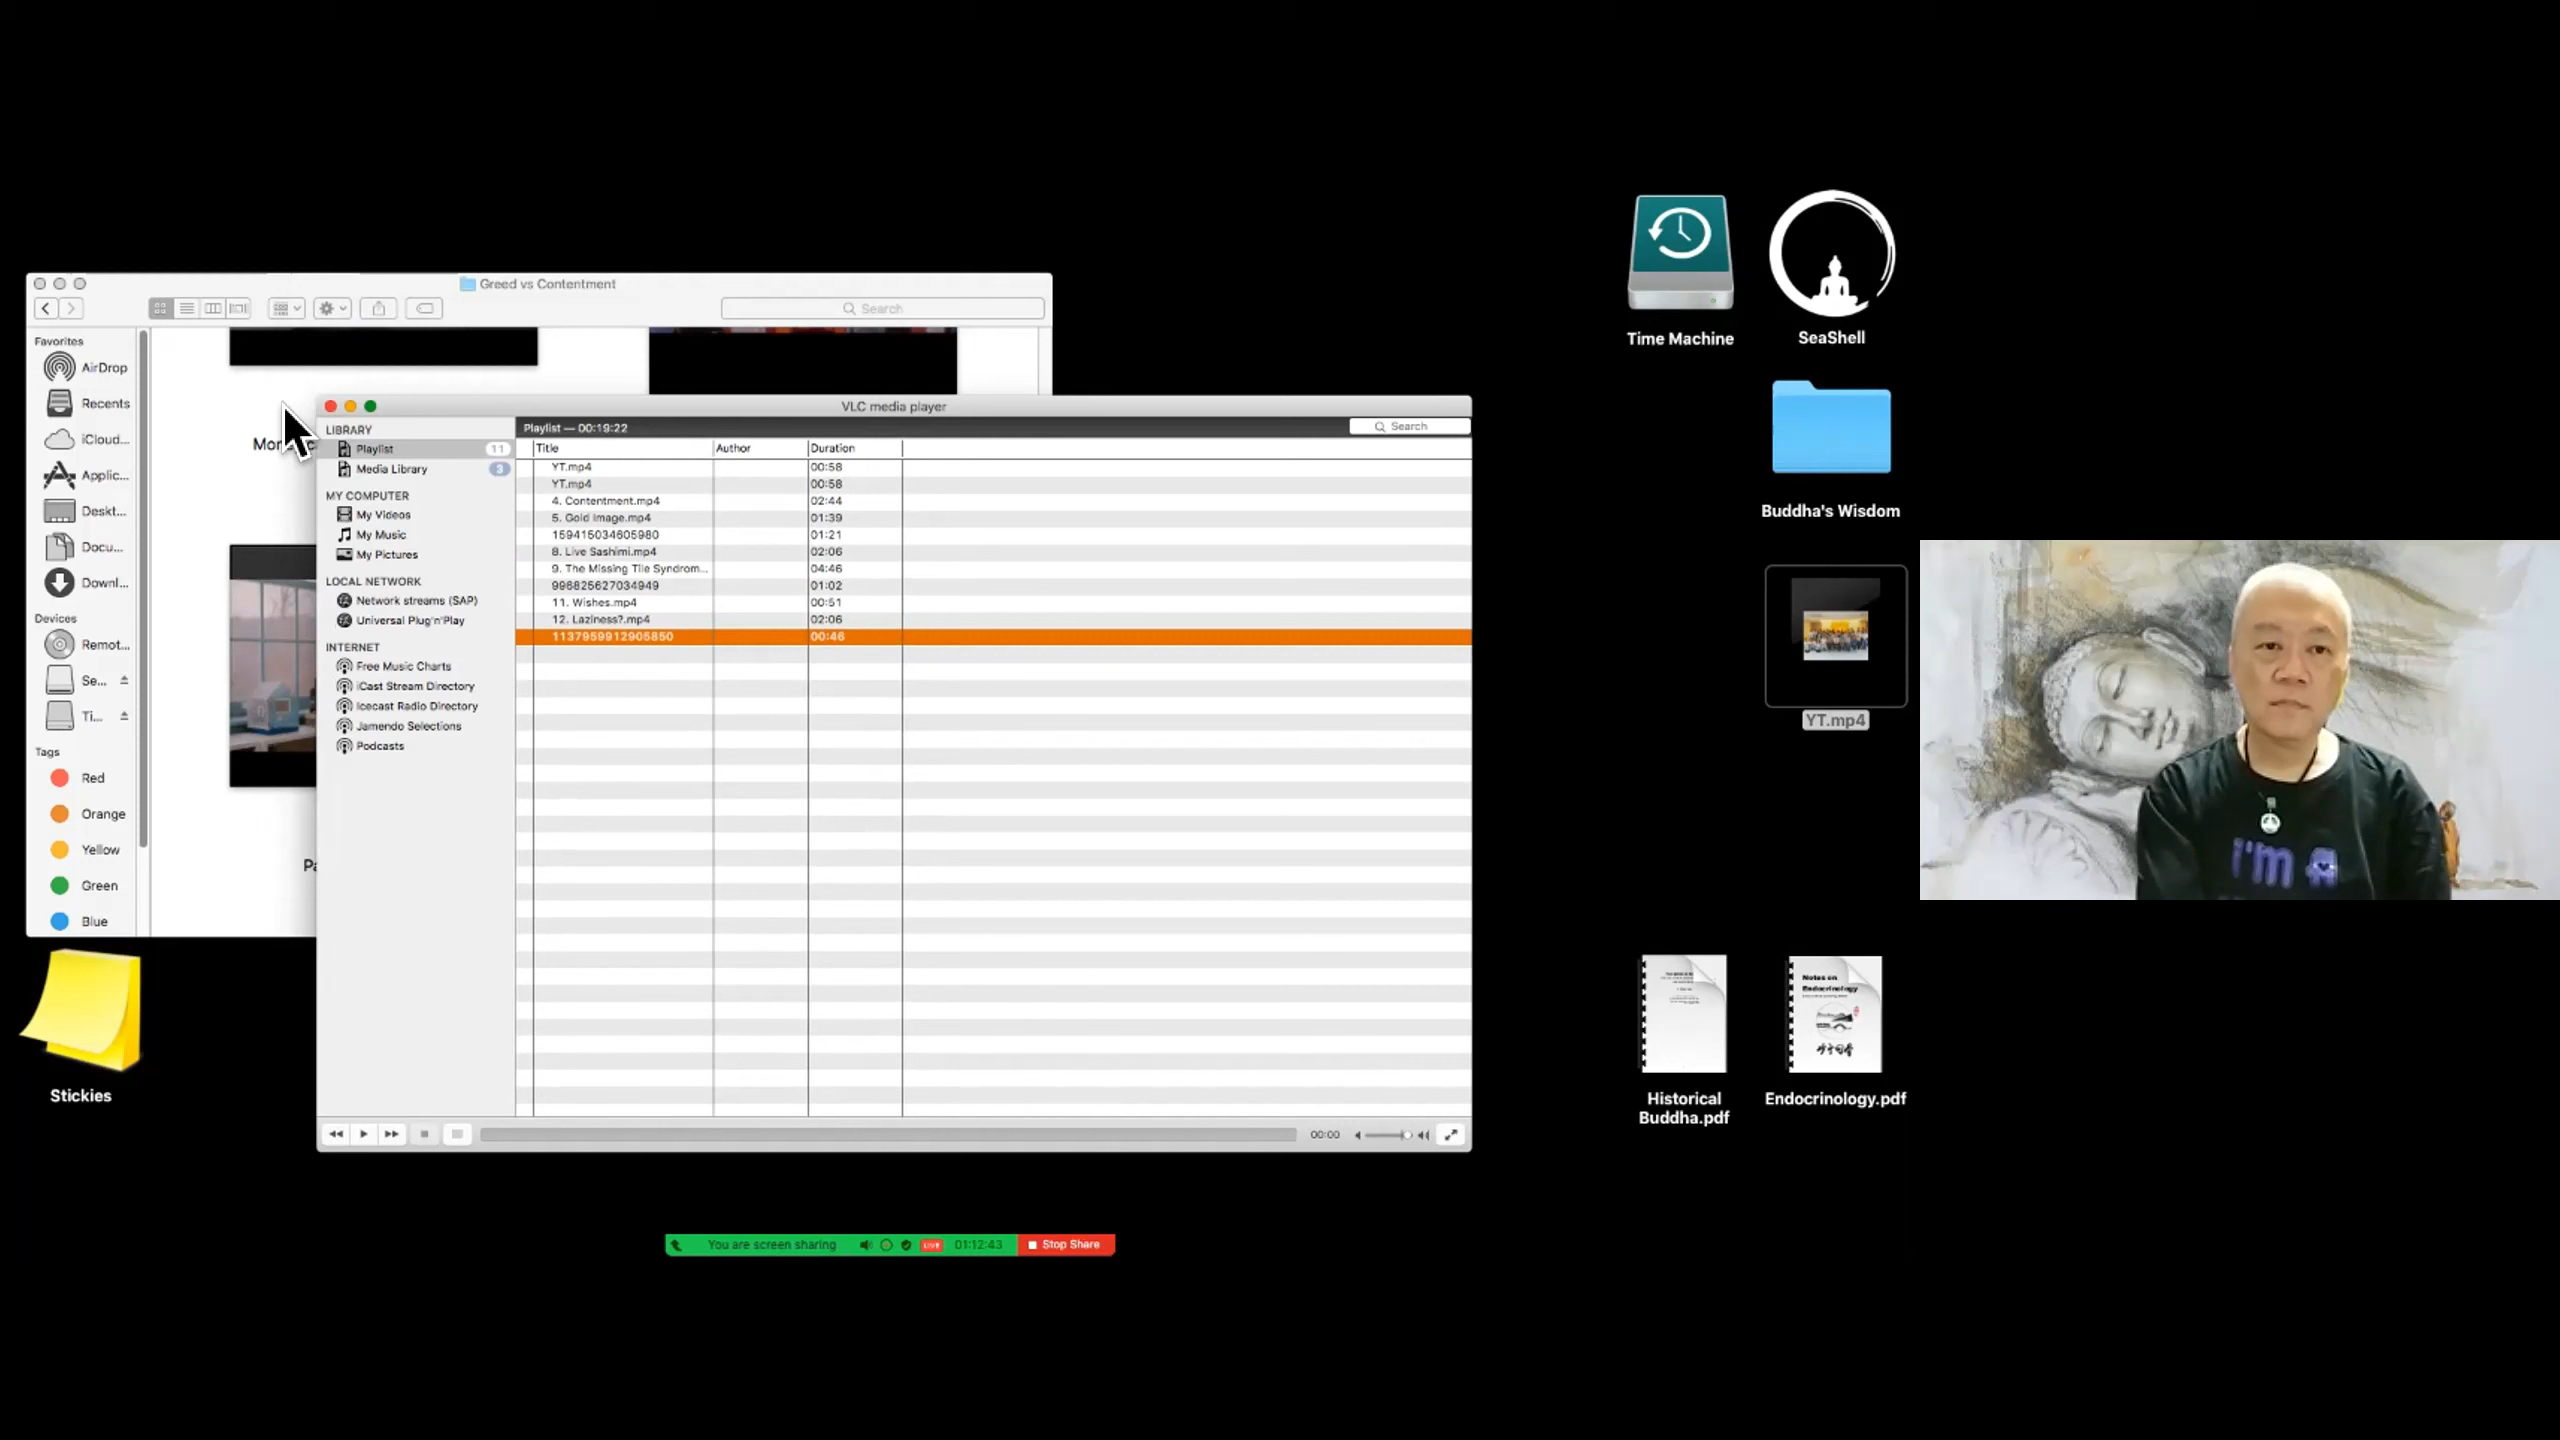 Greed vs Contentment
Search
Favorites
AirDrop
Recents
iCloud...
Applic...
Deskt...
Docu...
Downl...
Devices
Remot...
Se...
Ti...
Tags
Red
Orange
Yellow
Green
Blue
VLC media player
LIBRARY
Playlist 11
Media Library 3
MY COMPUTER
My Videos
My Music
My Pictures
LOCAL NETWORK
Network streams (SAP)
Universal Plug'n'Play
INTERNET
Free Music Charts
iCast Stream Directory
Icecast Radio Directory
Jamendo Selections
Podcasts
Playlist — 00:19:22
Search
Title Author Duration
YT.mp4 00:58
YT.mp4 00:58
4. Contentment.mp4 02:44
5. Gold Image.mp4 01:39
159415034605980 01:21
8. Live Sashimi.mp4 02:06
9. The Missing Tile Syndrom... 04:46
996825627034949 01:02
11. Wishes.mp4 00:51
12. Laziness?.mp4 02:06
1137959912905850 00:46
00:00
Stickies
You are screen sharing LIVE 01:12:43 Stop Share
Time Machine
SeaShell
Buddha's Wisdom
YT.mp4
Historical
Buddha.pdf
Notes on
Endocrinology
Endocrinology.pdf
i'm A